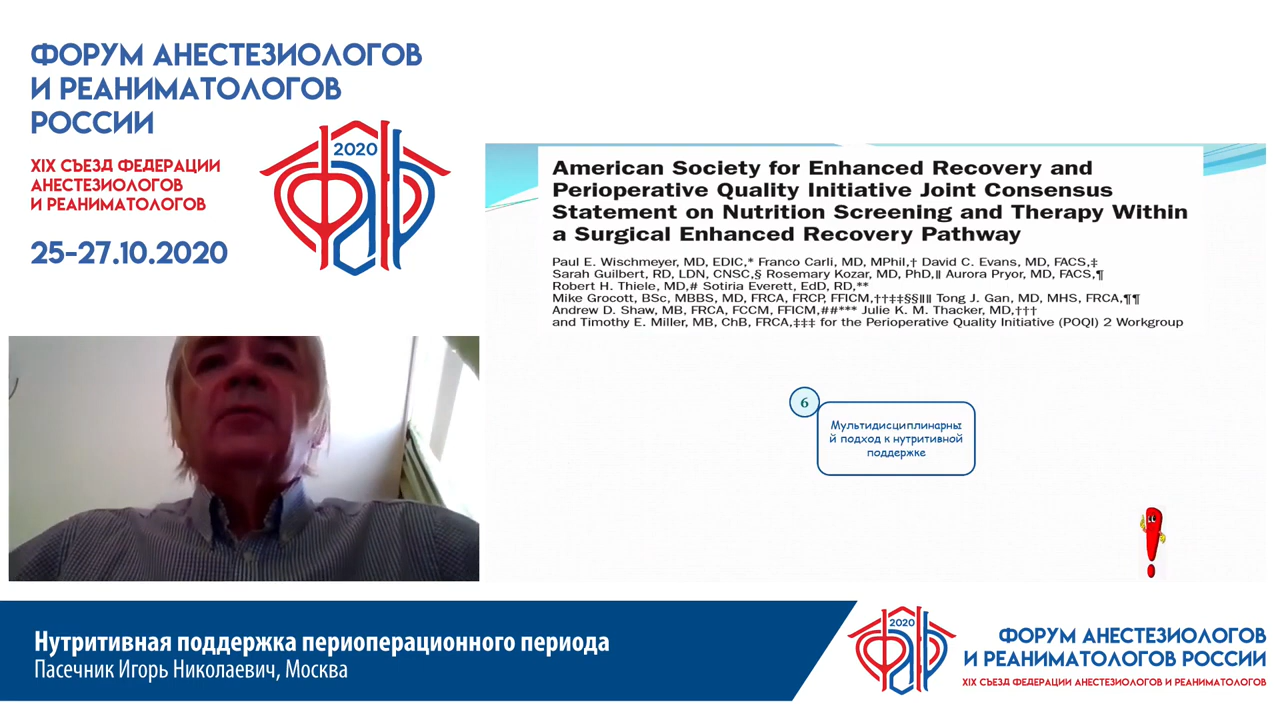 ФОРУМ АНЕСТЕЗИОЛОГОВ
И РЕАНИМАТОЛОГОВ
РОССИИ
XIX СЪЕЗД ФЕДЕРАЦИИ
АНЕСТЕЗИОЛОГОВ
И РЕАНИМАТОЛОГОВ
25-27.10.2020
2020
American Society for Enhanced Recovery and
Perioperative Quality Initiative Joint Consensus
Statement on Nutrition Screening and Therapy Within
a Surgical Enhanced Recovery Pathway
Paul E. Wischmeyer, MD, EDIC,* Franco Carli, MD, MPhil,† David C. Evans, MD, FACS,‡
Sarah Guilbert, RD, LDN, CNSC,§ Rosemary Kozar, MD, PhD,‖ Aurora Pryor, MD, FACS,¶
Robert H. Thiele, MD,# Sotiria Everett, EdD, RD,**
Mike Grocott, BSc, MBBS, MD, FRCA, FRCP, FFICM,††‡‡§§‖‖ Tong J. Gan, MD, MHS, FRCA,¶¶
Andrew D. Shaw, MB, FRCA, FCCM, FFICM,##*** Julie K. M. Thacker, MD,†††
and Timothy E. Miller, MB, ChB, FRCA,‡‡‡ for the Perioperative Quality Initiative (POQI) 2 Workgroup
6
Мультидисциплинарны
й подход к нутритивной
поддержке
Нутритивная поддержка периоперационного периода
Пасечник Игорь Николаевич, Москва
2020
ФОРУМ АНЕСТЕЗИОЛОГОВ
И РЕАНИМАТОЛОГОВ РОССИИ
XIX СЪЕЗД ФЕДЕРАЦИИ АНЕСТЕЗИОЛОГОВ И РЕАНИМАТОЛОГОВ